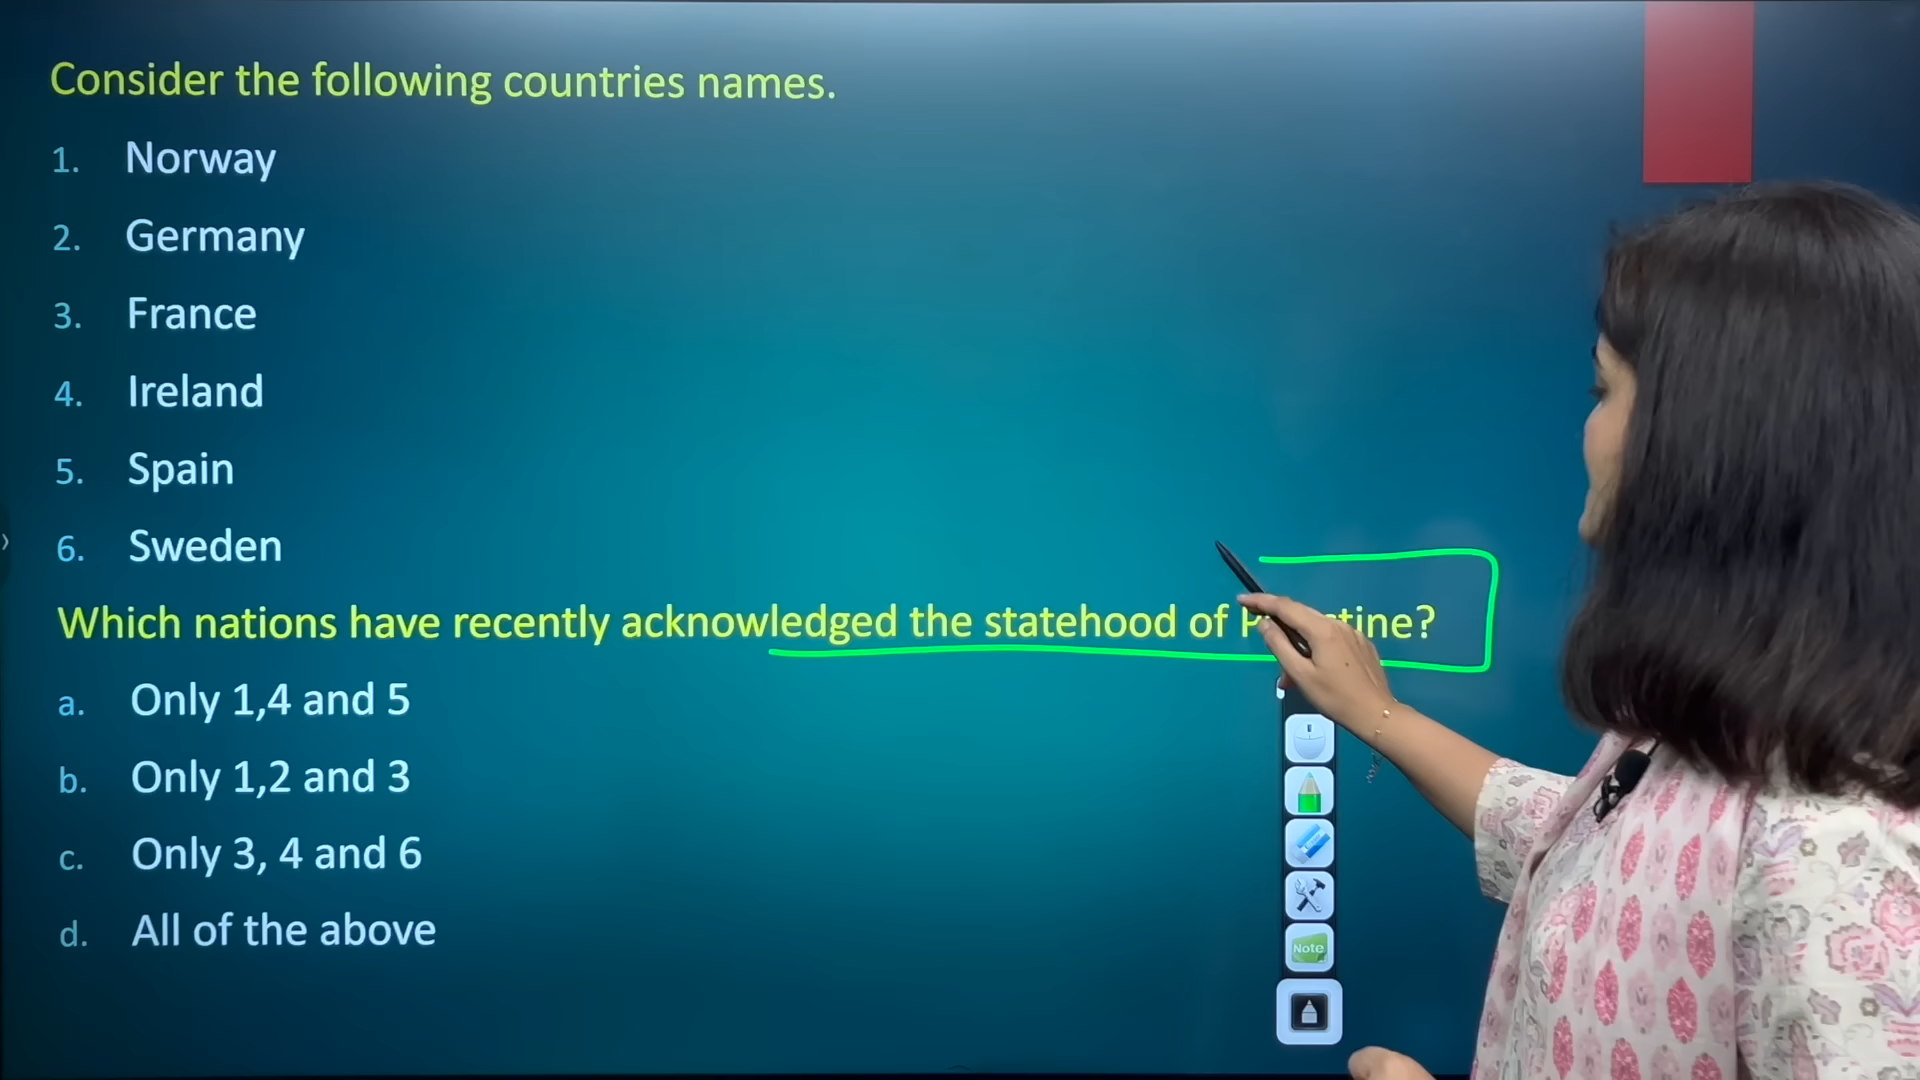 Consider the following countries names.
1. Norway
2. Germany
3. France
4. Ireland
5. Spain
6. Sweden
Which nations have recently acknowledged the statehood of
a. Only 1,4 and 5
b. Only 1,2 and 3
c. Only 3, 4 and 6
d. All of the above
Note